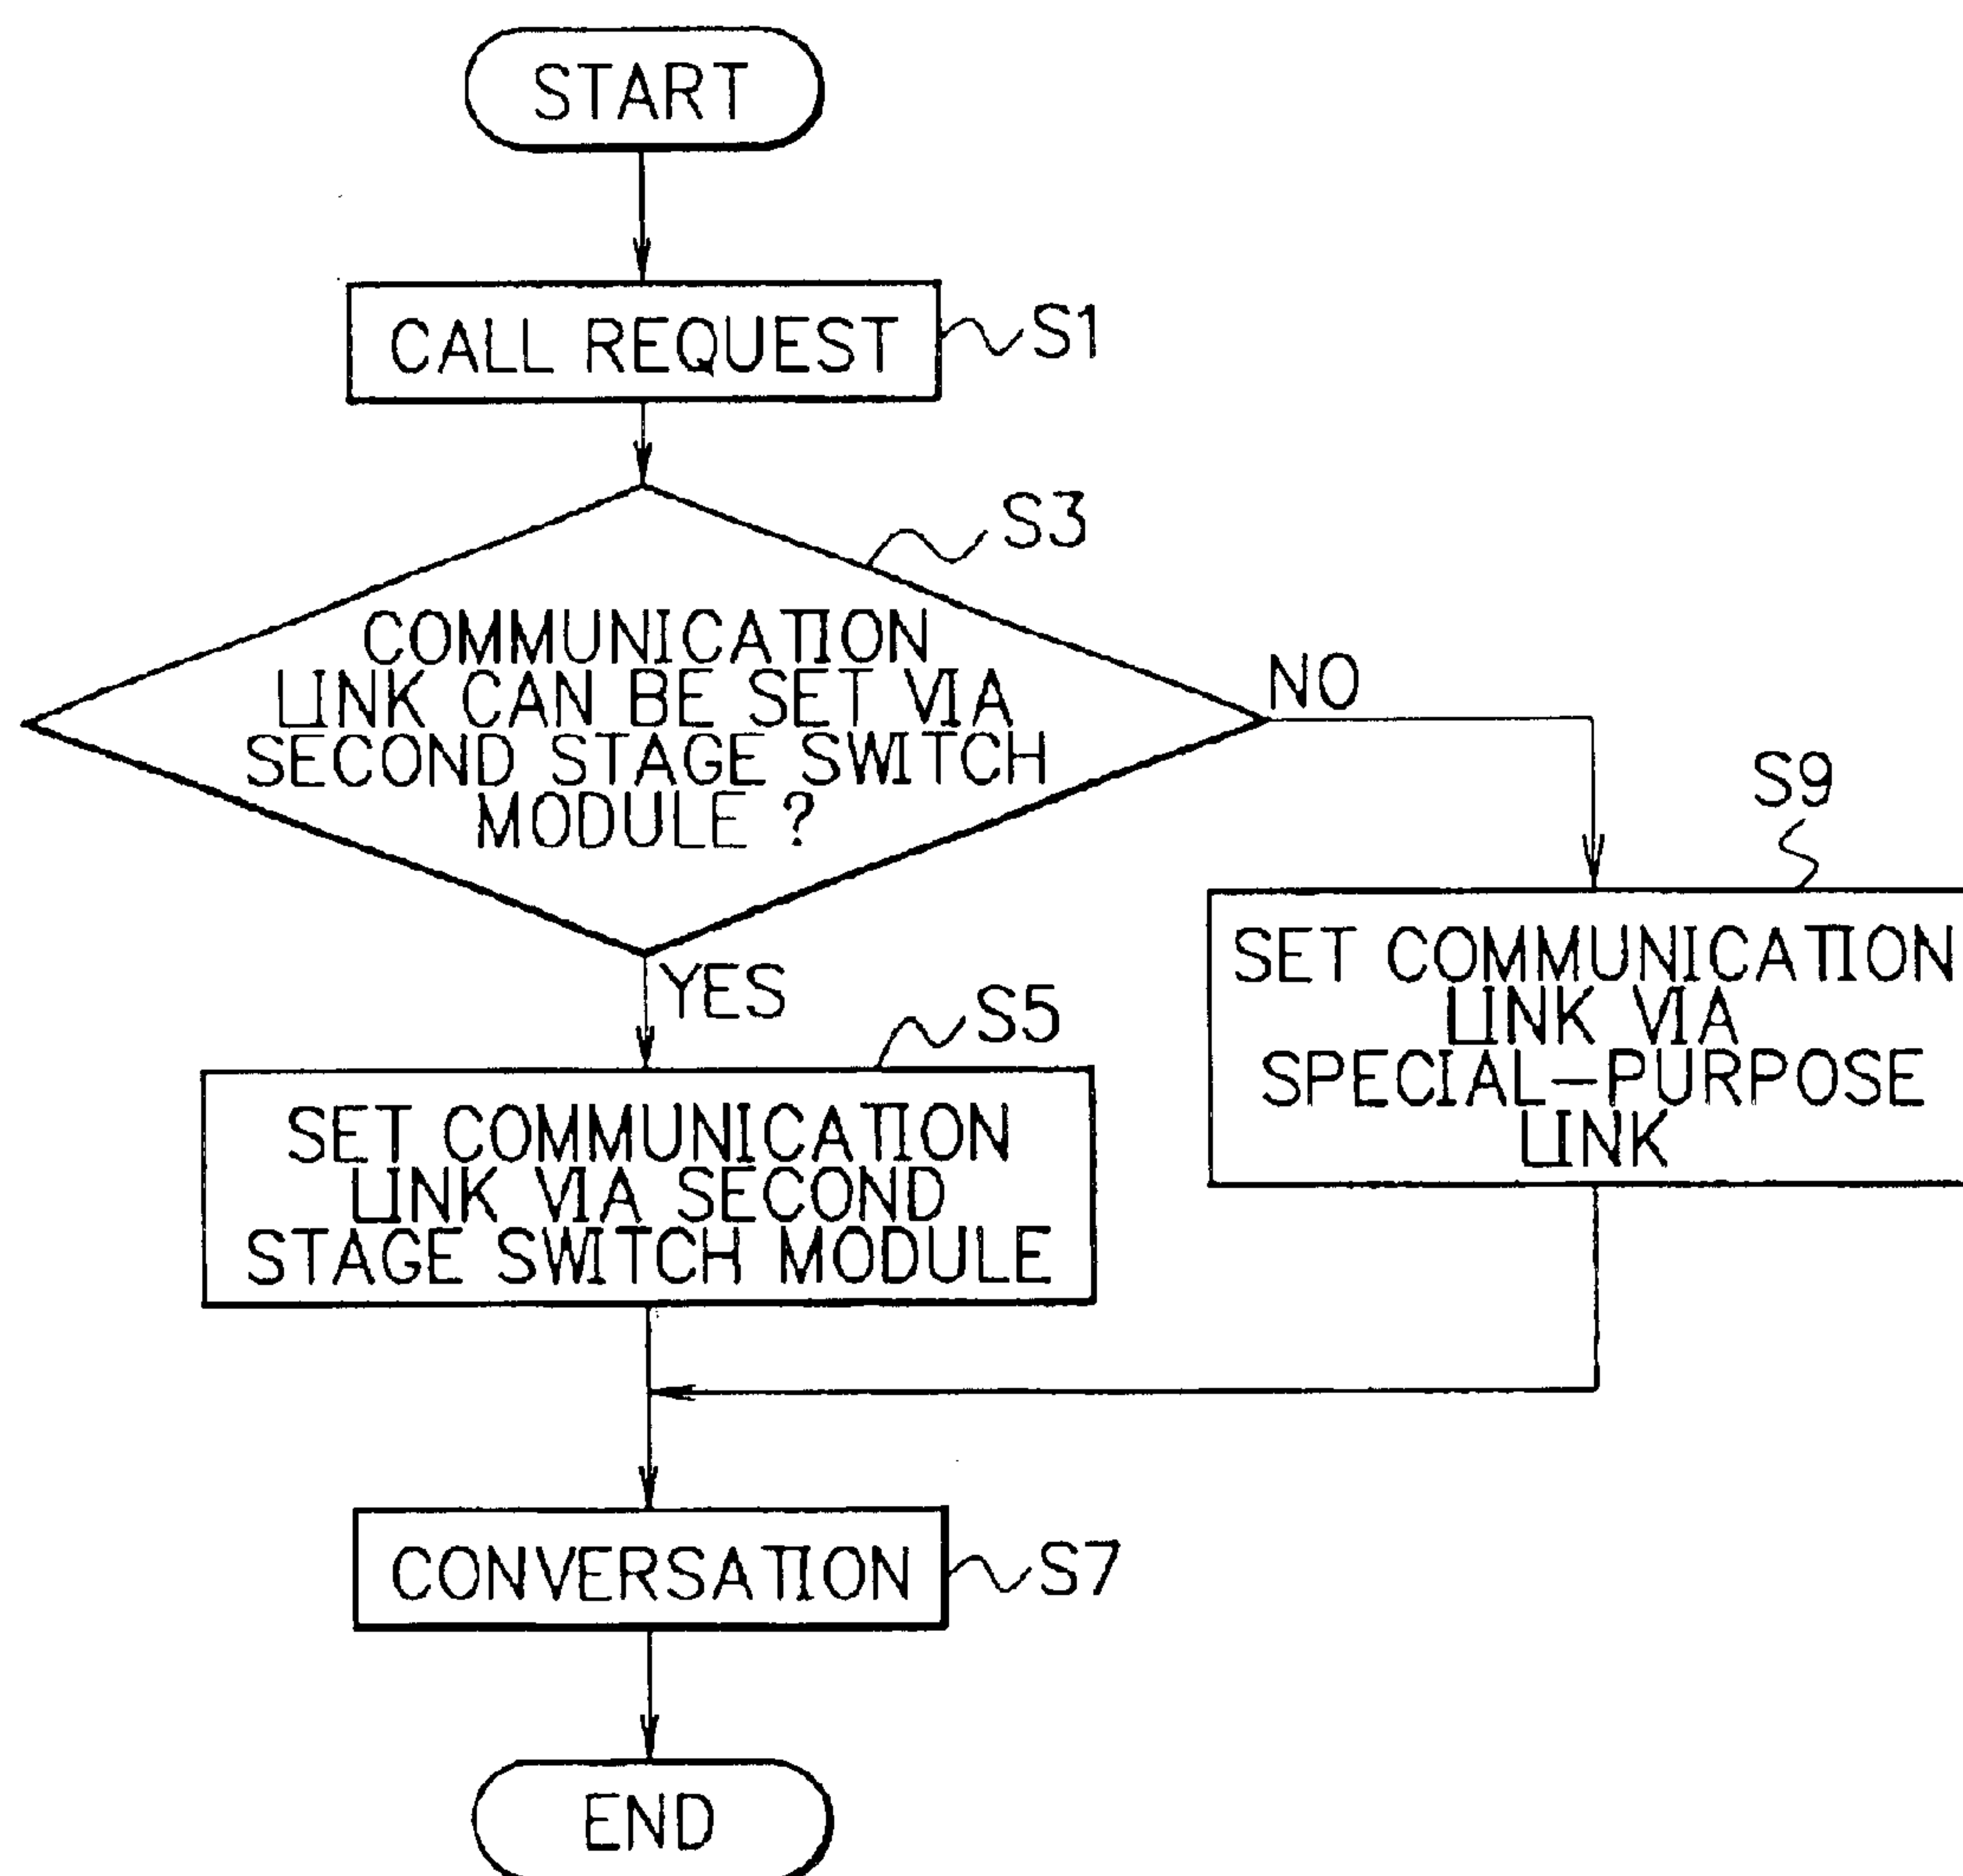 START
CALL REQUEST
S1
S3
COMMUNICATION
LINK CAN BE SET VIA
SECOND STAGE SWITCH
MODULE ?
NO
YES
S9
SET COMMUNICATION
LINK VIA
SPECIAL-PURPOSE
LINK
S5
SET COMMUNICATION
LINK VIA SECOND
STAGE SWITCH MODULE
CONVERSATION
S7
END